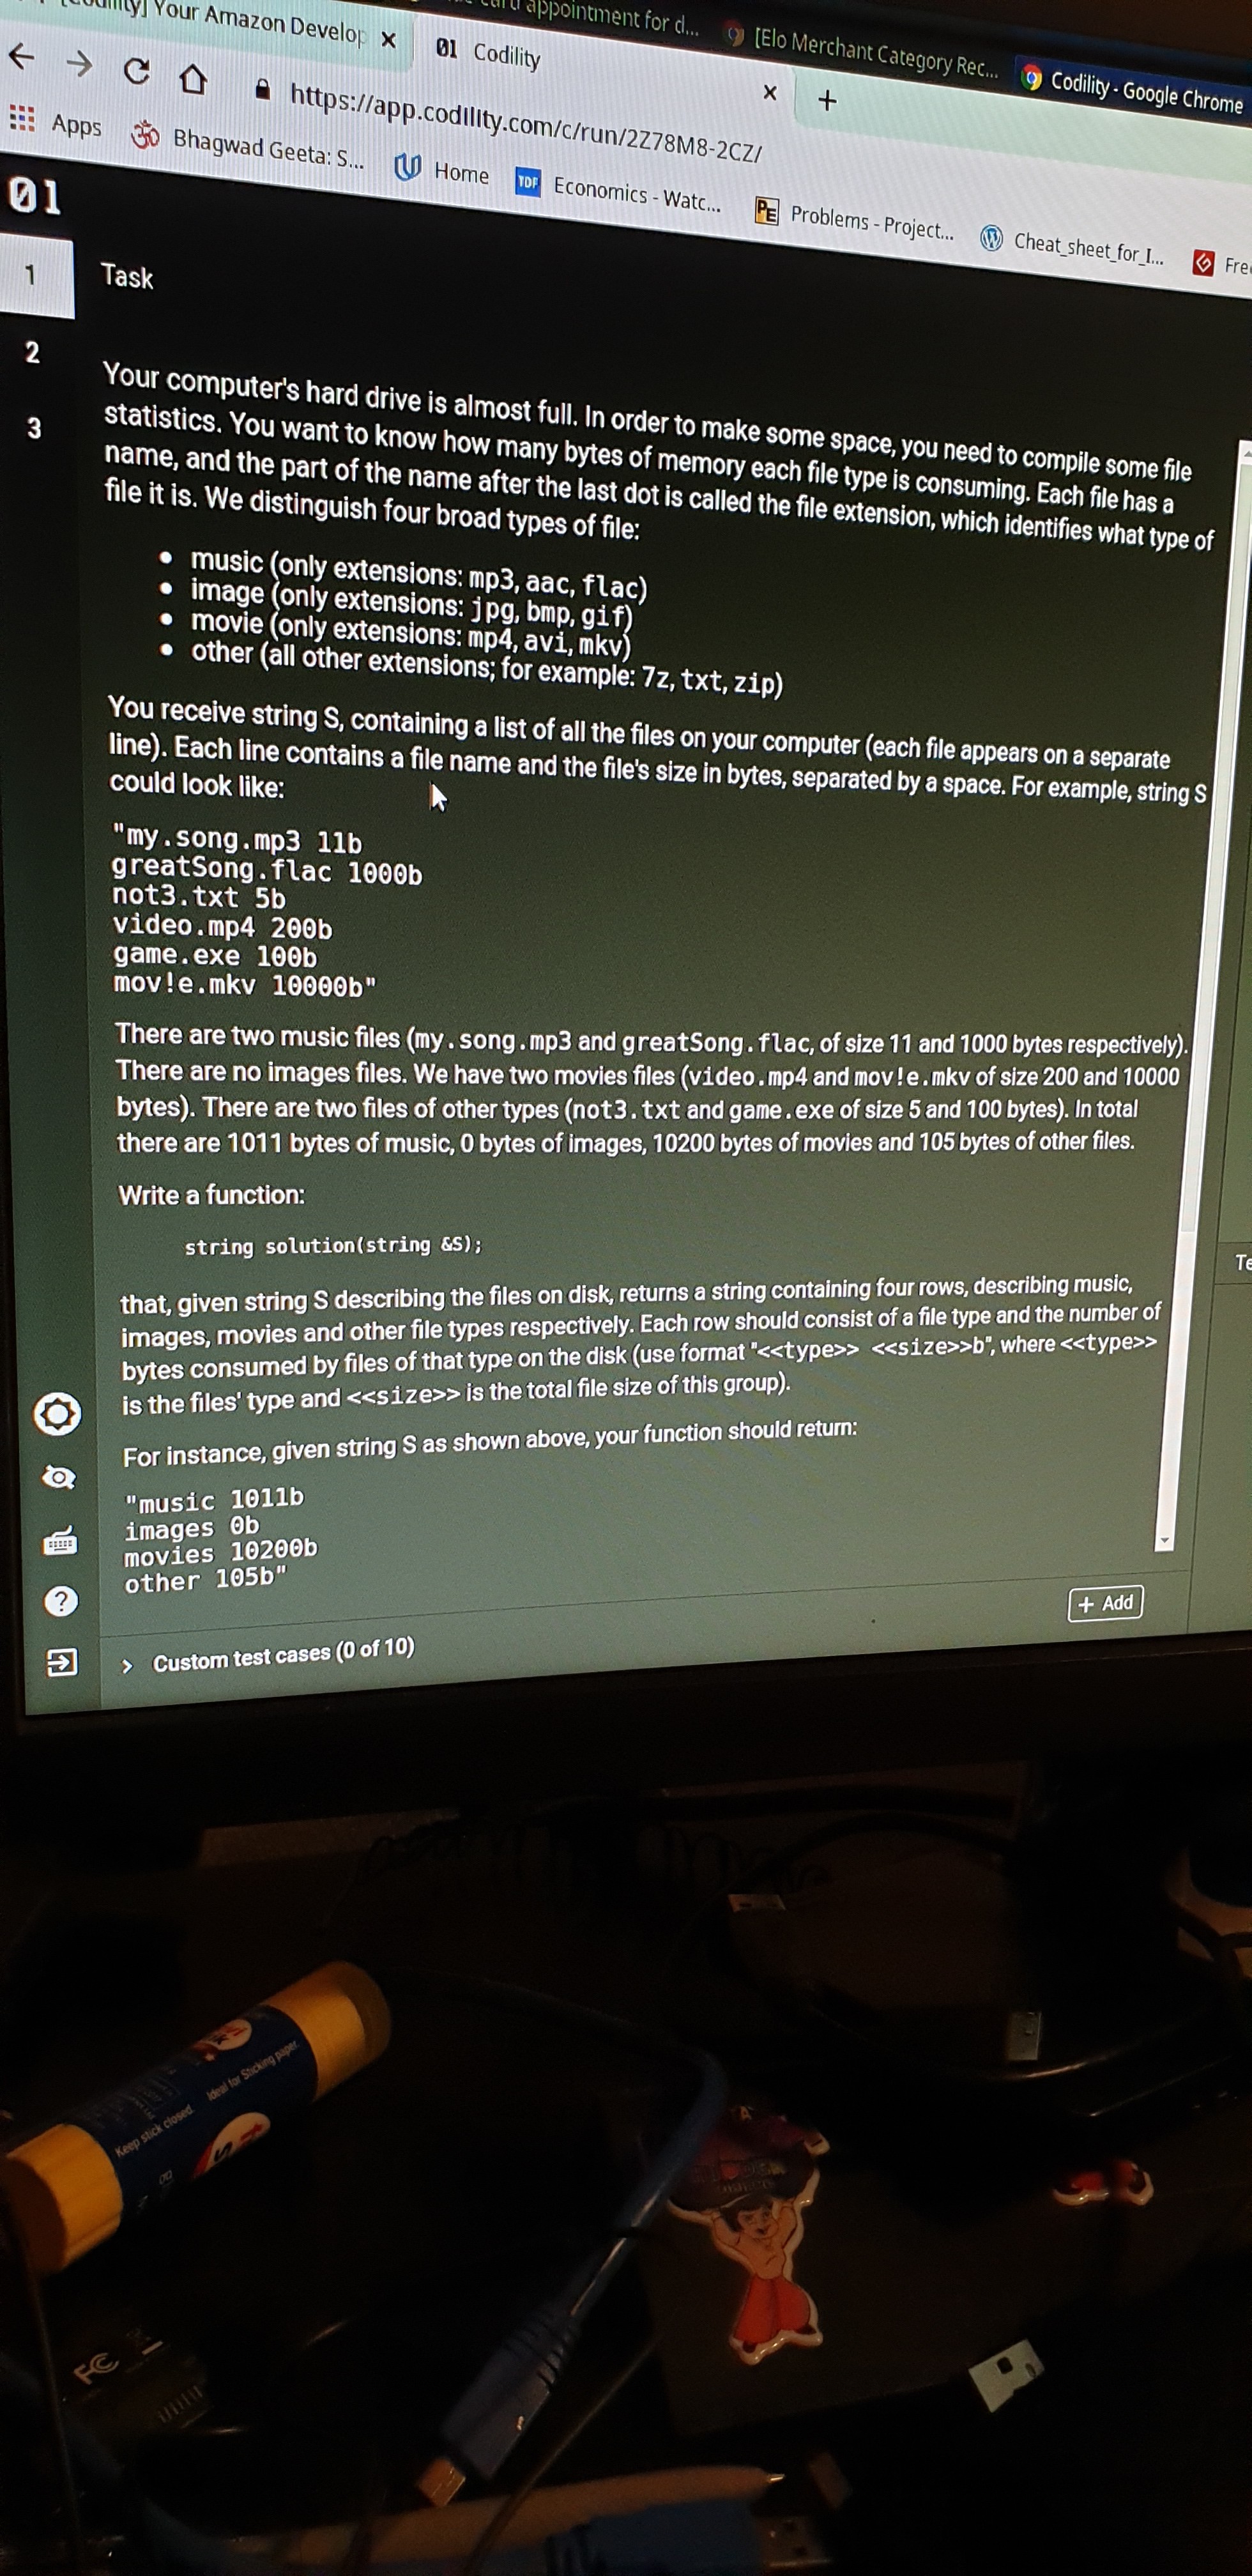 Your Amazon Develop
appointment for d...
[Elo Merchant Category Rec...
Codility - Google Chrome
01 Codility
https://app.codility.com/c/run/2Z78M8-2CZ/
Apps
Bhagwad Geeta: S...
Home
TDF Economics - Watc...
PE Problems - Project...
Cheat_sheet_for_I...
01
1
Task
2
3
Your computer's hard drive is almost full. In order to make some space, you need to compile some file
statistics. You want to know how many bytes of memory each file type is consuming. Each file has a
name, and the part of the name after the last dot is called the file extension, which identifies what type of
file it is. We distinguish four broad types of file:
• music (only extensions: mp3, aac, flac)
• image (only extensions: jpg, bmp, gif)
• movie (only extensions: mp4, avi, mkv)
• other (all other extensions; for example: 7z, txt, zip)
You receive string S, containing a list of all the files on your computer (each file appears on a separate
line). Each line contains a file name and the file's size in bytes, separated by a space. For example, string S
could look like:
"my.song.mp3 11b
greatSong.flac 1000b
not3.txt 5b
video.mp4 200b
game.exe 100b
mov!e.mkv 10000b"
There are two music files (my.song.mp3 and greatSong.flac, of size 11 and 1000 bytes respectively).
There are no images files. We have two movies files (video.mp4 and mov!e.mkv of size 200 and 10000
bytes). There are two files of other types (not3.txt and game.exe of size 5 and 100 bytes). In total
there are 1011 bytes of music, 0 bytes of images, 10200 bytes of movies and 105 bytes of other files.
Write a function:
string solution(string &S);
that, given string S describing the files on disk, returns a string containing four rows, describing music,
images, movies and other file types respectively. Each row should consist of a file type and the number of
bytes consumed by files of that type on the disk (use format "<<type>> <<size>>b", where <<type>>
is the files' type and <<size>> is the total file size of this group).
For instance, given string S as shown above, your function should return:
"music 1011b
images 0b
movies 10200b
other 105b"
+ Add
Custom test cases (0 of 10)
Ideal for Sticking paper.
Keep stick closed.
FC